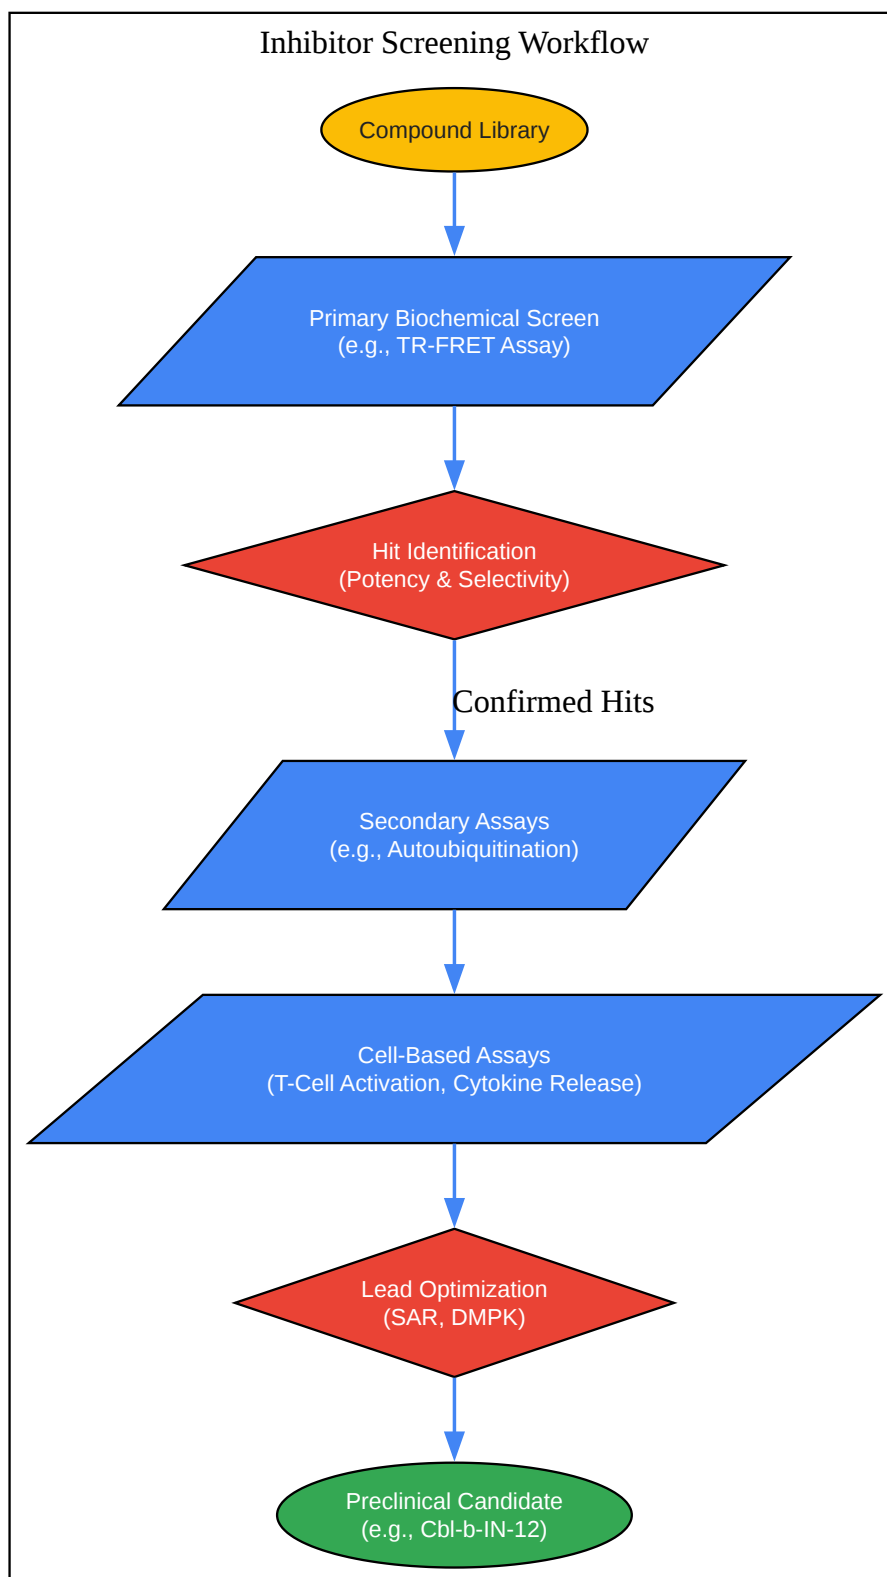 Inhibitor Screening Workflow
Compound Library
Primary Biochemical Screen
(e.g., TR-FRET Assay)
Hit Identification
(Potency & Selectivity)
Confirmed Hits
Secondary Assays
(e.g., Autoubiquitination)
Cell-Based Assays
(T-Cell Activation, Cytokine Release)
Lead Optimization
(SAR, DMPK)
Preclinical Candidate
(e.g., Cbl-b-IN-12)